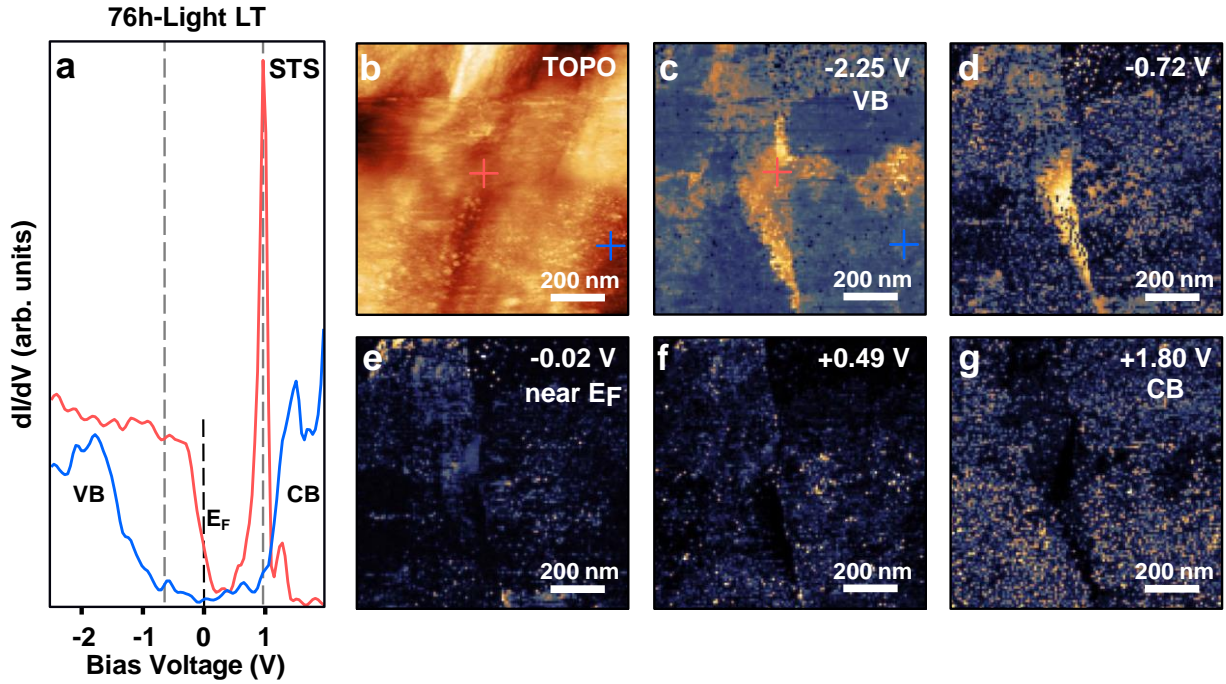 76h-Light LT
a
STS
VB
CB
EF
-2
-1
0
1
Bias Voltage (V)
dI/dV (arb. units)
b
TOPO
200 nm
c
-2.25 V
VB
200 nm
d
-0.72 V
200 nm
e
-0.02 V
near EF
200 nm
f
+0.49 V
200 nm
g
+1.80 V
CB
200 nm